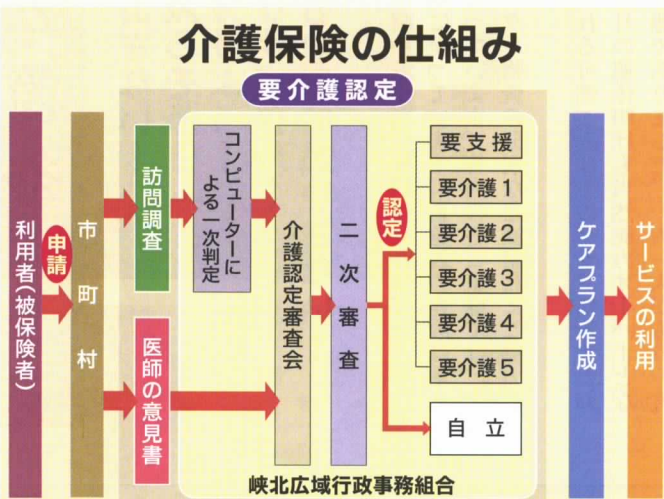 介護保険の仕組み
要介護認定
利用者(被保険者)
申請
市町村
訪問調査
医師の意見書
コンピューターに
よる一次判定
介護認定審査会
二次審査
認定
要支援
要介護1
要介護2
要介護3
要介護4
要介護5
自立
ケアプラン作成
サービスの利用
峡北広域行政事務組合